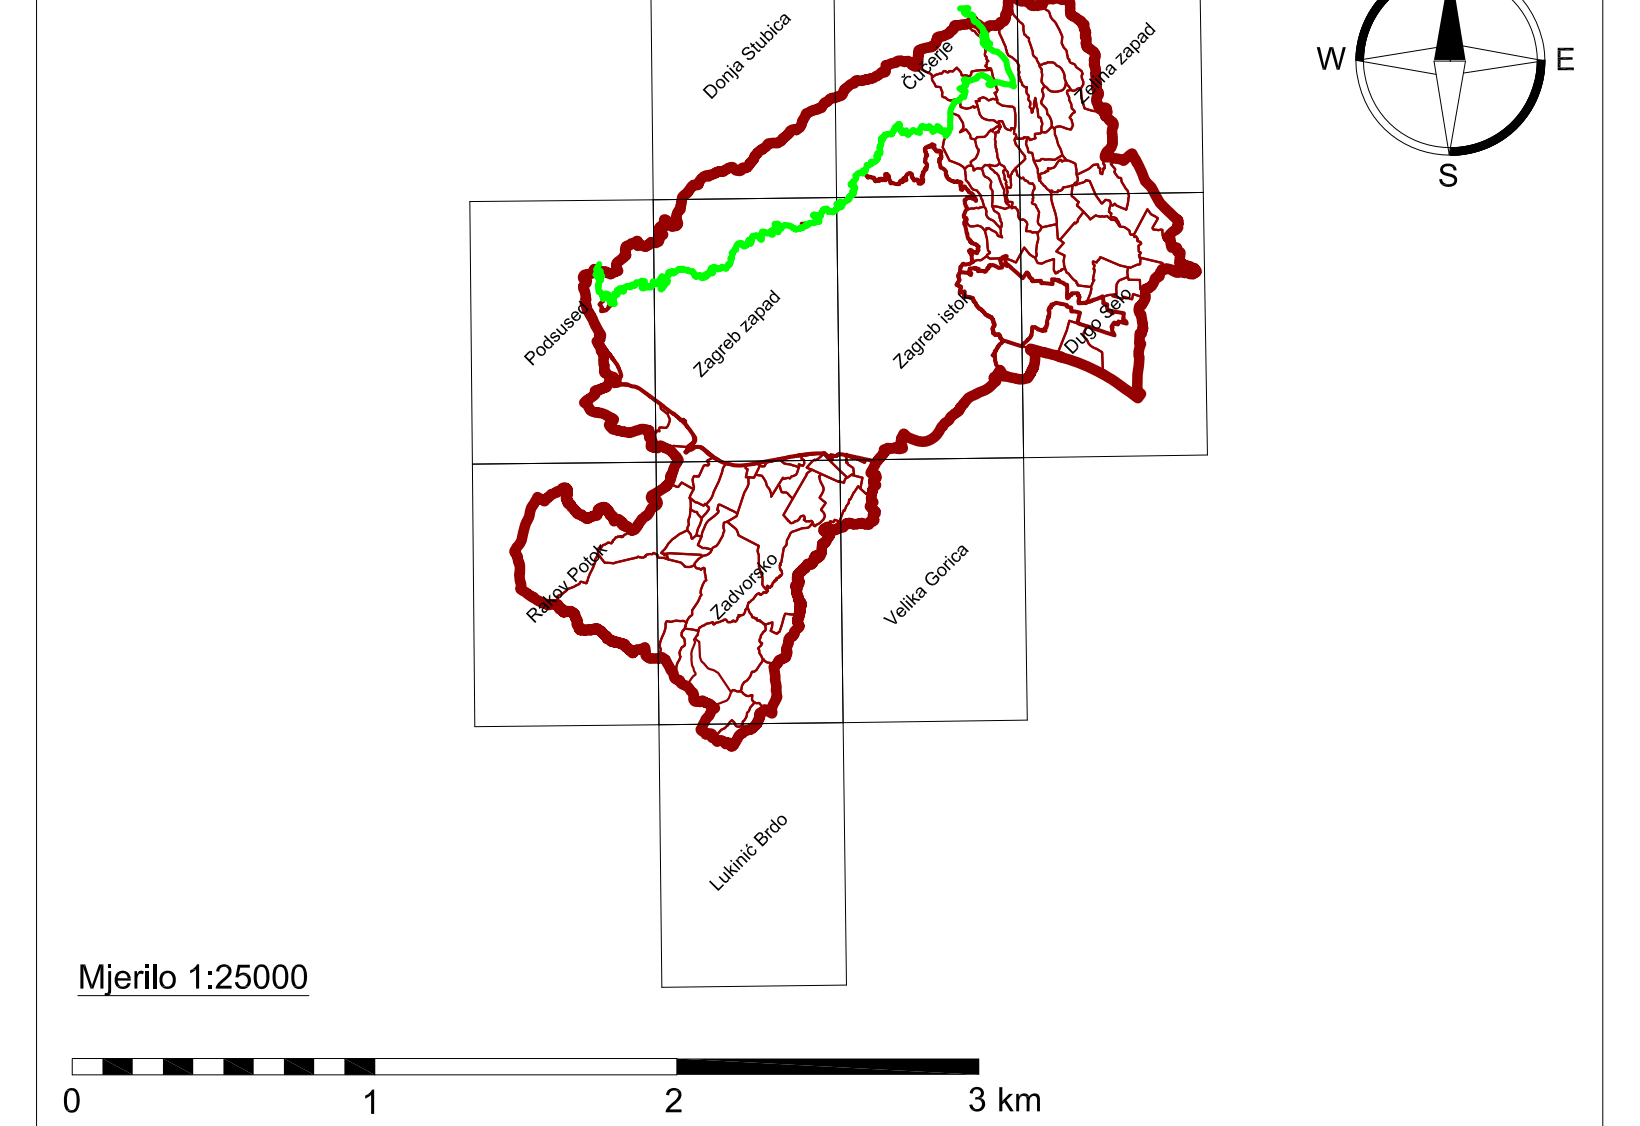 Donja Stubica
Čučerje
Zelina zapad
W
E
S
Podsused
Zagreb zapad
Zagreb istok
Dugo Selo
Rakov Potok
Zadvorsko
Velika Gorica
Lukinić Brdo
Mjerilo 1:25000
0 1 2 3 km